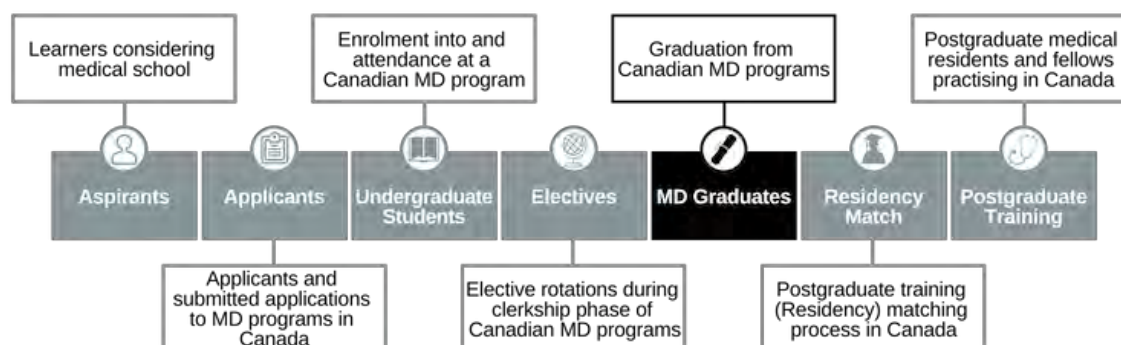 Learners considering
medical school
Enrolment into and
attendance at a
Canadian MD program
Graduation from
Canadian MD programs
Postgraduate medical
residents and fellows
practising in Canada
Aspirants
Applicants
Undergraduate
Students
Electives
MD Graduates
Residency
Match
Postgraduate
Training
Applicants and
submitted applications
to MD programs in
Canada
Elective rotations during
clerkship phase of
Canadian MD programs
Postgraduate training
(Residency) matching
process in Canada